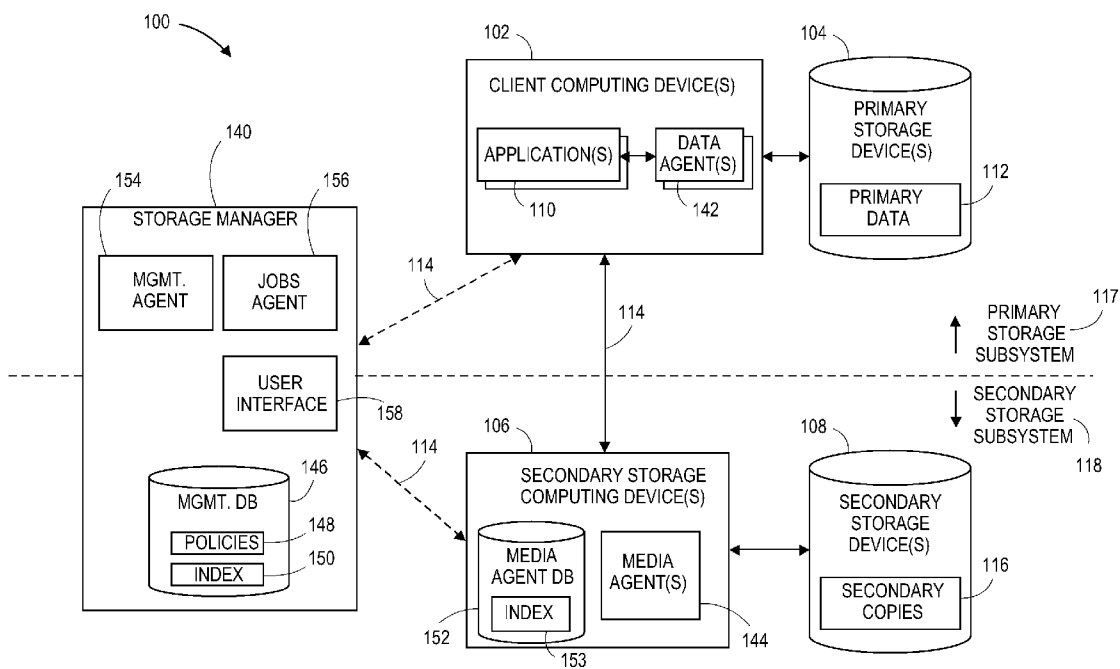 100
102
CLIENT COMPUTING DEVICE(S)
APPLICATION(S)
110
DATA
AGENT(S)
142
104
PRIMARY
STORAGE
DEVICE(S)
PRIMARY
DATA
112
140
154
156
STORAGE MANAGER
MGMT.
AGENT
JOBS
AGENT
USER
INTERFACE
158
146
MGMT. DB
148
POLICIES
150
INDEX
114
114
114
PRIMARY
STORAGE
SUBSYSTEM
117
SECONDARY
STORAGE
SUBSYSTEM
118
106
SECONDARY STORAGE
COMPUTING DEVICE(S)
MEDIA
AGENT DB
INDEX
152
153
MEDIA
AGENT(S)
144
108
SECONDARY
STORAGE
DEVICE(S)
SECONDARY
COPIES
116